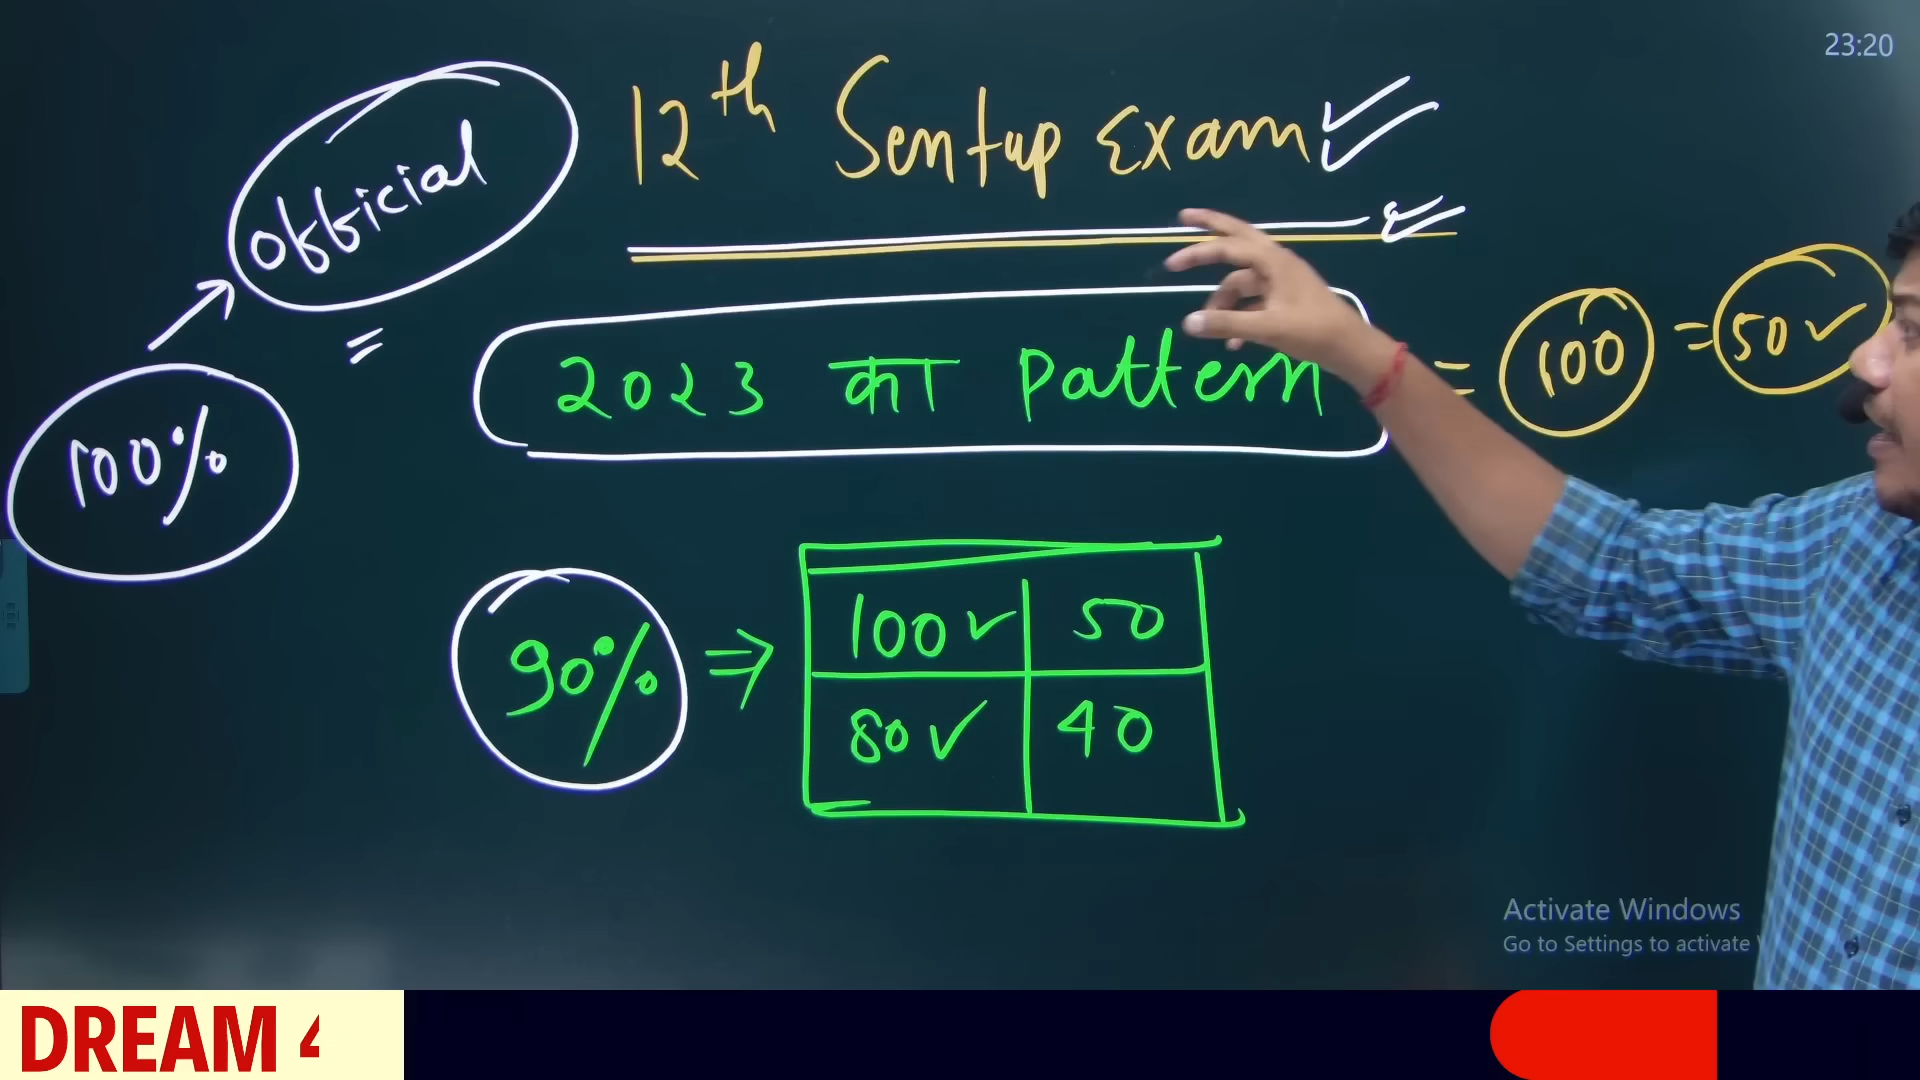 23:20
12th Sentup Exam
Official
100%
2023 का Pattern = 100 = 50
90% ⇒ 100 50
80 40
Activate Windows
Go to Settings to activate
DREAM 4